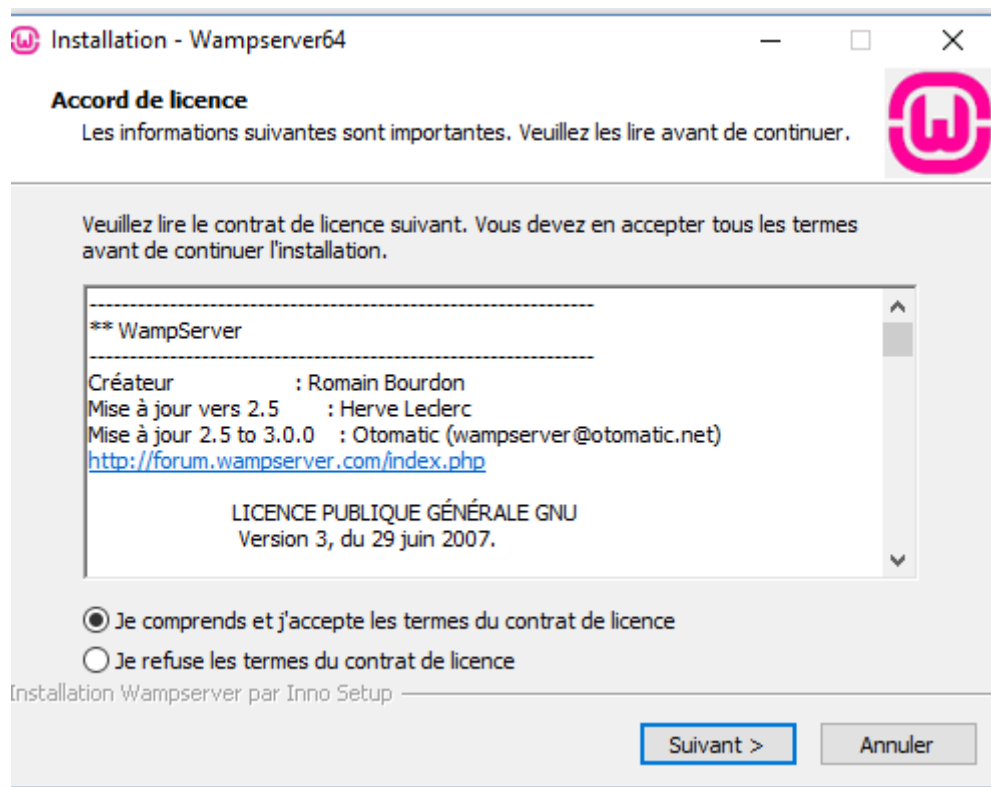 Installation - Wampserver64
Accord de licence
Les informations suivantes sont importantes. Veuillez les lire avant de continuer.
Veuillez lire le contrat de licence suivant. Vous devez en accepter tous les termes
avant de continuer l'installation.
---------------------------------------------------------------
** WampServer
---------------------------------------------------------------
Créateur : Romain Bourdon
Mise à jour vers 2.5 : Herve Leclerc
Mise à jour 2.5 to 3.0.0 : Otomatic (wampserver@otomatic.net)
http://forum.wampserver.com/index.php
LICENCE PUBLIQUE GÉNÉRALE GNU
Version 3, du 29 juin 2007.
Je comprends et j'accepte les termes du contrat de licence
Je refuse les termes du contrat de licence
Installation Wampserver par Inno Setup
Suivant >
Annuler